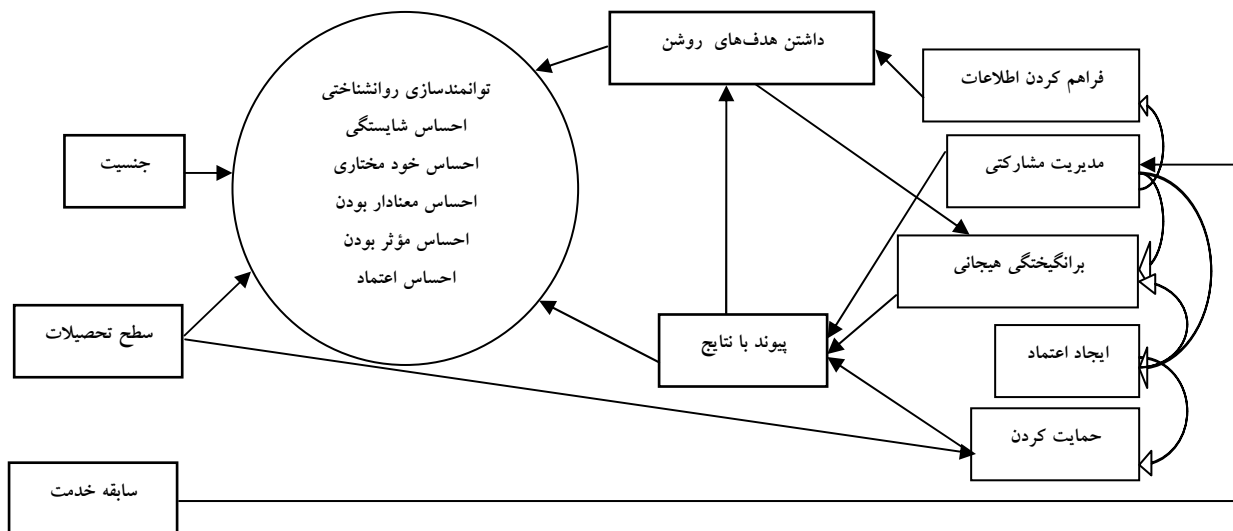 داشتن هدف‌های روشن
فراهم کردن اطلاعات
توانمندسازی روانشناختی
احساس شایستگی
احساس خود مختاری
احساس معنادار بودن
احساس مؤثر بودن
احساس اعتماد
مدیریت مشارکتی
جنسیت
برانگیختگی هیجانی
سطح تحصیلات
پیوند با نتایج
ایجاد اعتماد
حمایت کردن
سابقه خدمت